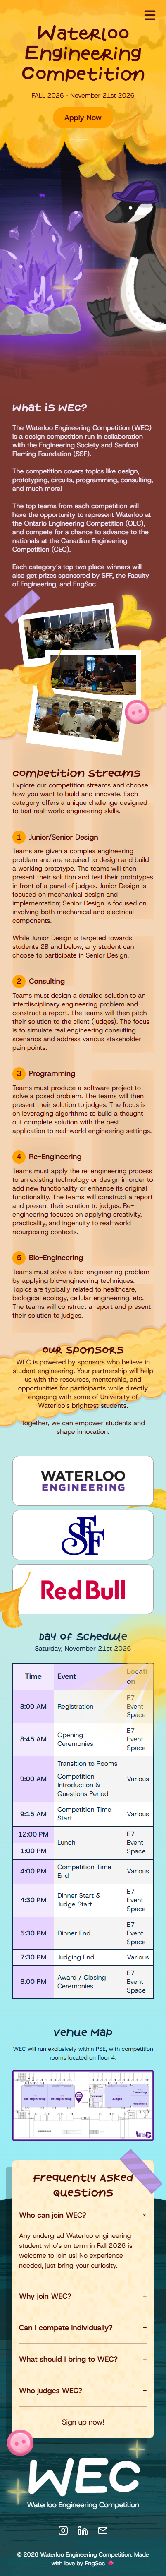 Waterloo
Engineering
Competition
FALL 2026 · November 21st 2026
Apply Now
What is WEC?
The Waterloo Engineering Competition (WEC)
is a design competition run in collaboration
with the Engineering Society and Sanford
Fleming Foundation (SSF).
The competition covers topics like design,
prototyping, circuits, programming, consulting,
and much more!
The top teams from each competition will
have the opportunity to represent Waterloo at
the Ontario Engineering Competition (OEC),
and compete for a chance to advance to the
nationals at the Canadian Engineering
Competition (CEC).
Each category's top two place winners will
also get prizes sponsored by SFF, the Faculty
of Engineering, and EngSoc.
Competition Streams
Explore our competition streams and choose
how you want to build and innovate. Each
category offers a unique challenge designed
to test real-world engineering skills.
1 Junior/Senior Design
Teams are given a complex engineering
problem and are required to design and build
a working prototype. The teams will then
present their solution and test their prototypes
in front of a panel of judges. Junior Design is
focused on mechanical design and
implementation; Senior Design is focused on
involving both mechanical and electrical
components.
While Junior Design is targeted towards
students 2B and below, any student can
choose to participate in Senior Design.
2 Consulting
Teams must design a detailed solution to an
interdisciplinary engineering problem and
construct a report. The teams will then pitch
their solution to the client (judges). The focus
is to simulate real engineering consulting
scenarios and address various stakeholder
pain points.
3 Programming
Teams must produce a software project to
solve a posed problem. The teams will then
present their solution to judges. The focus is
on leveraging algorithms to build a thought
out complete solution with the best
application to real-world engineering settings.
4 Re-Engineering
Teams must apply the re-engineering process
to an existing technology or design in order to
add new functionality or enhance its original
functionality. The teams will construct a report
and present their solution to judges. Re-
Engineering focuses on applying creativity,
practicality, and ingenuity to real-world
repurposing of existing systems.
5 Bio-Engineering
Teams must solve a bio-engineering problem
by applying bio-engineering techniques.
Topics are typically related to healthcare,
biological ecology, cellular engineering, etc.
The teams will construct a report and present
their solution to judges.
Our Sponsors
WEC is powered by sponsors who believe in
student engineering. Your partnership will help
us with the resources, mentorship, and
opportunities for participants while directly
engaging with some of University of
Waterloo's brightest students.
Together, we can empower students and
shape innovation.
WATERLOO
ENGINEERING
SFF
Red Bull
Day of Schedule
Saturday, November 21st 2026
Time Event Location
8:00 AM Registration E7 Event Space
8:45 AM Opening Ceremonies E7 Event Space
9:00 AM Transition to Rooms Competition Introduction & Questions Period Various
9:15 AM Competition Time Start Various
12:00 PM Lunch E7 Event Space
1:00 PM
4:00 PM Competition Time End Various
4:30 PM Dinner Start & Judge Start E7 Event Space
5:30 PM Dinner End E7 Event Space
7:30 PM Judging End Various
8:00 PM Award / Closing Ceremonies E7 Event Space
Venue Map
WEC will run exclusively within PSE, with competition
rooms located on floor 4.
WEC
Frequently Asked
Questions
Who can join WEC? ×
Any undergrad Waterloo engineering
student who's on term in Fall 2026 is
welcome to join us! No experience
needed, just bring your curiosity.
Why join WEC? +
Can I compete individually? +
What should I bring to WEC? +
Who judges WEC? +
Sign up now!
WEC
Waterloo Engineering Competition
© 2026 Waterloo Engineering Competition. Made
with love by EngSoc